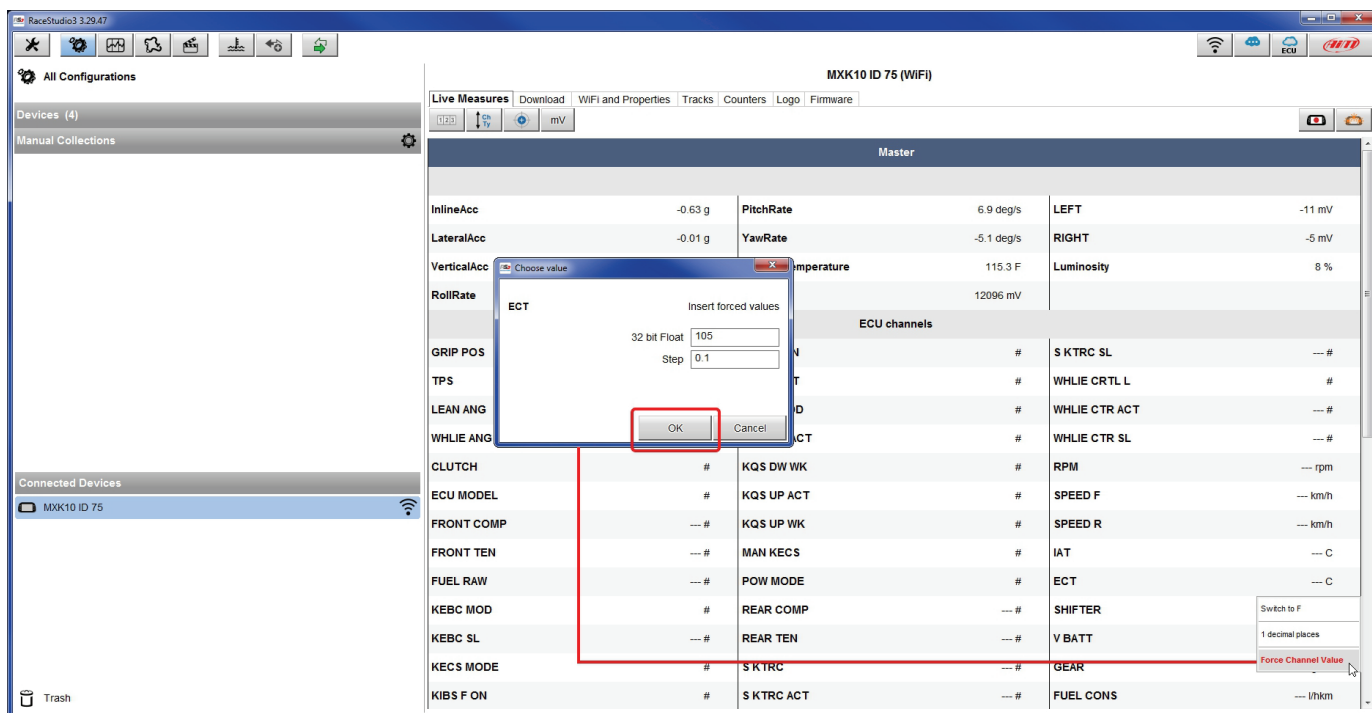 RaceStudio3 3.29.47
ECU
AiM
All Configurations
Devices (4)
Manual Collections
Connected Devices
MXK10 ID 75
Trash
MXK10 ID 75 (WiFi)
Live Measures Download WiFi and Properties Tracks Counters Logo Firmware
123 Ch Ty mV
Master
InlineAcc -0.63 g PitchRate 6.9 deg/s LEFT -11 mV
LateralAcc -0.01 g YawRate -5.1 deg/s RIGHT -5 mV
VerticalAcc emperature 115.3 F Luminosity 8 %
RollRate 12096 mV
ECU channels
GRIP POS N # S KTRC SL --- #
TPS T # WHLIE CRTL L #
LEAN ANG D # WHLIE CTR ACT --- #
WHLIE ANG ACT # WHLIE CTR SL --- #
CLUTCH # KQS DW WK # RPM --- rpm
ECU MODEL # KQS UP ACT # SPEED F --- km/h
FRONT COMP --- # KQS UP WK # SPEED R --- km/h
FRONT TEN --- # MAN KECS # IAT --- C
FUEL RAW --- # POW MODE # ECT --- C
KEBC MOD # REAR COMP --- # SHIFTER
KEBC SL --- # REAR TEN --- # V BATT
KECS MODE # S KTRC --- # GEAR
KIBS F ON # S KTRC ACT --- # FUEL CONS --- l/hkm
Choose value
ECT Insert forced values
32 bit Float 105
Step 0.1
OK Cancel
Switch to F
1 decimal places
Force Channel Value